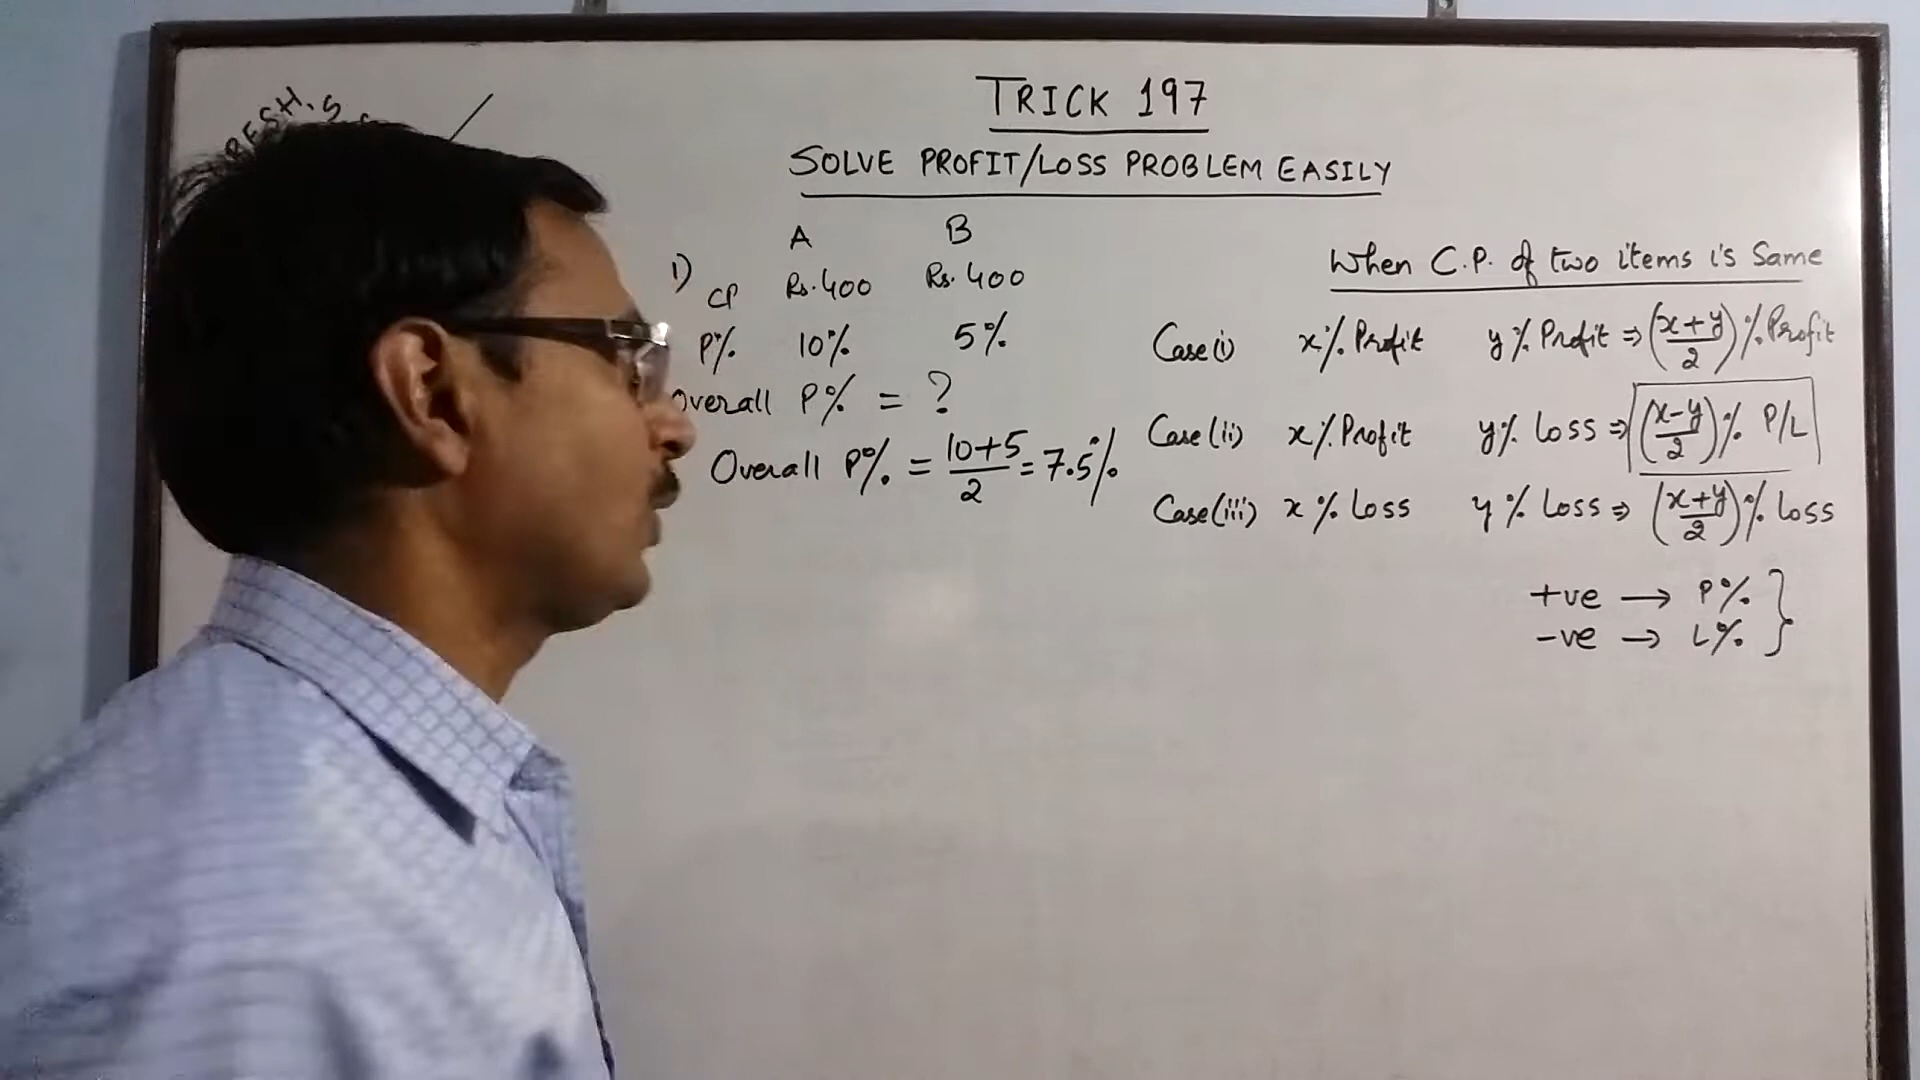 RESH. S
TRICK 197
SOLVE PROFIT/LOSS PROBLEM EASILY
A B
1) CP Rs. 400 Rs. 400
P% 10% 5%
Overall P% = ?
Overall P% = 10+5/2 = 7.5%
When C.P. of two items is Same
Case(i) x% Profit y% Profit ⇒ (x+y/2)% Profit
Case(ii) x% Profit y% Loss ⇒ (x-y/2)% P/L
Case(iii) x% Loss y% Loss ⇒ (x+y/2)% Loss
+ve → P% }
-ve → L%